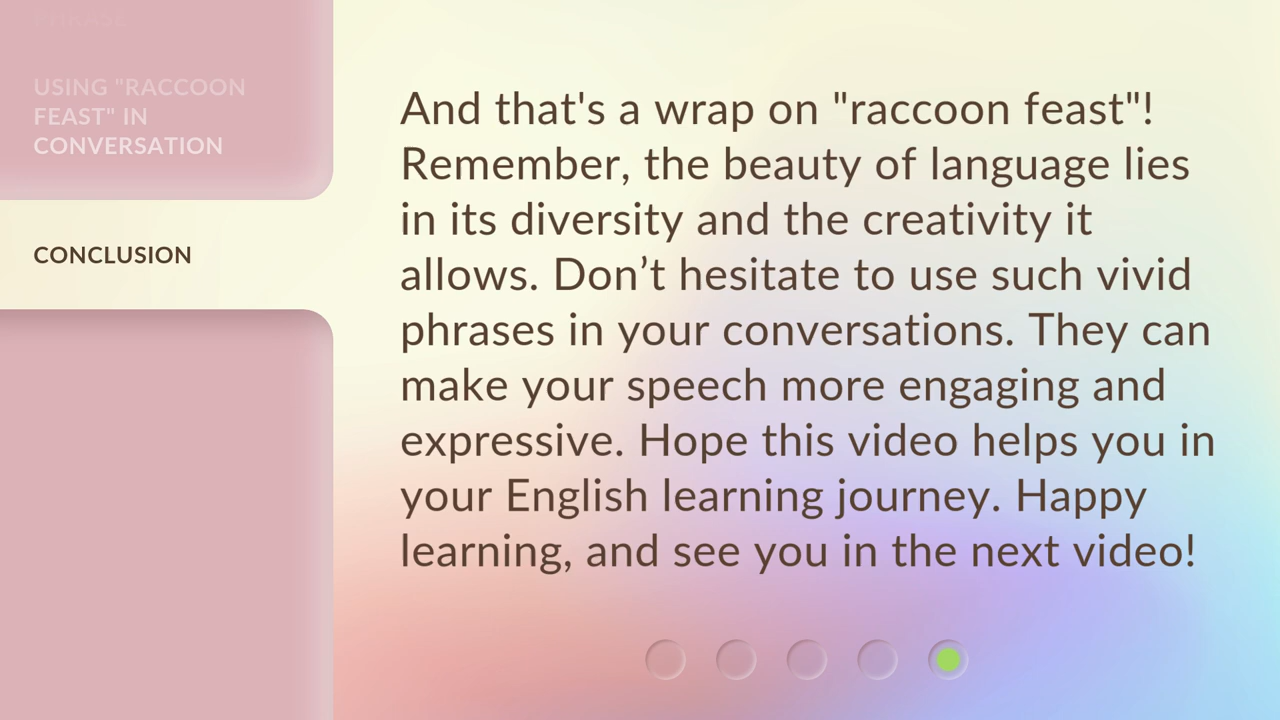 PHRASE
USING "RACCOON
FEAST" IN
CONVERSATION
CONCLUSION
And that's a wrap on "raccoon feast"!
Remember, the beauty of language lies
in its diversity and the creativity it
allows. Don’t hesitate to use such vivid
phrases in your conversations. They can
make your speech more engaging and
expressive. Hope this video helps you in
your English learning journey. Happy
learning, and see you in the next video!